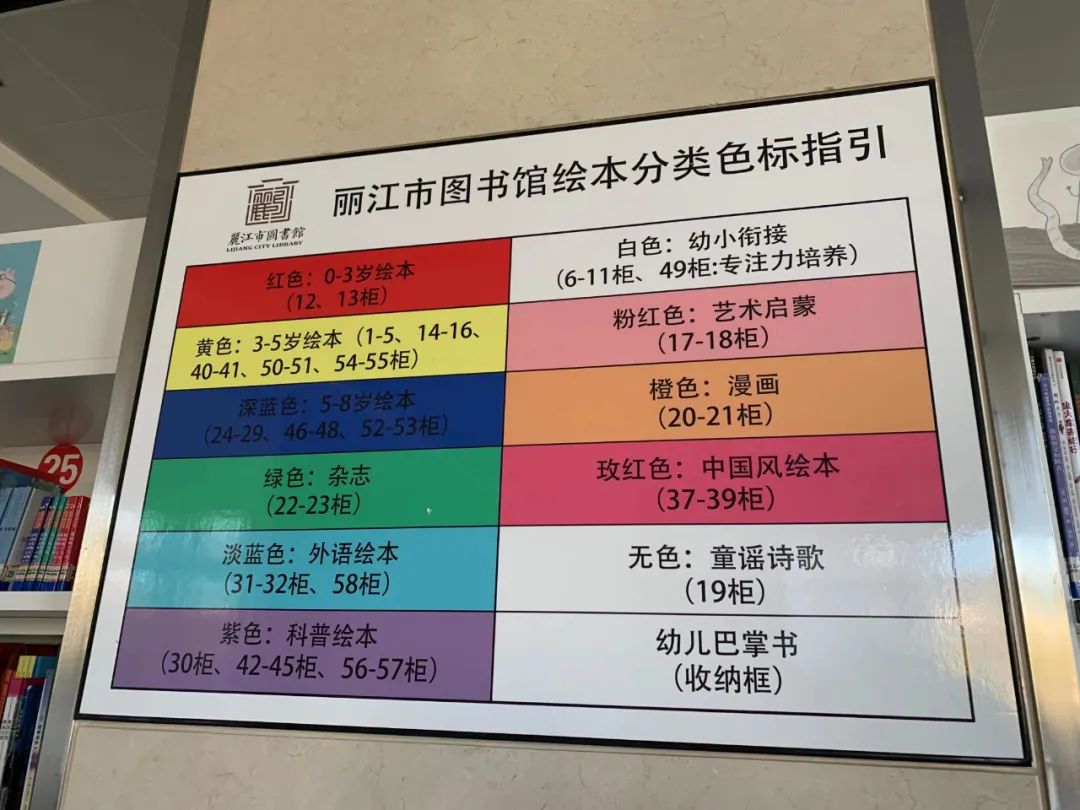 丽江市图书馆绘本分类色标指引
麗江市圖書館
LIJIANG CITY LIBRARY
红色：0-3岁绘本
（12、13柜）
黄色：3-5岁绘本（1-5、14-16、
40-41、50-51、54-55柜）
深蓝色：5-8岁绘本
（24-29、46-48、52-53柜）
绿色：杂志
（22-23柜）
淡蓝色：外语绘本
（31-32柜、58柜）
紫色：科普绘本
（30柜、42-45柜、56-57柜）
白色：幼小衔接
（6-11柜、49柜:专注力培养）
粉红色：艺术启蒙
（17-18柜）
橙色：漫画
（20-21柜）
玫红色：中国风绘本
（37-39柜）
无色：童谣诗歌
（19柜）
幼儿巴掌书
（收纳框）
25